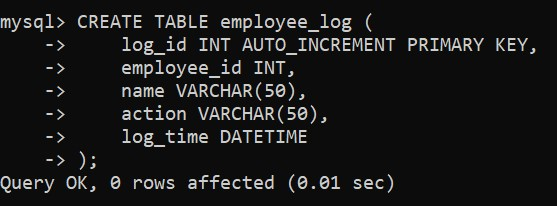 mysql> CREATE TABLE employee_log (
    ->     log_id INT AUTO_INCREMENT PRIMARY KEY,
    ->     employee_id INT,
    ->     name VARCHAR(50),
    ->     action VARCHAR(50),
    ->     log_time DATETIME
    -> );
Query OK, 0 rows affected (0.01 sec)